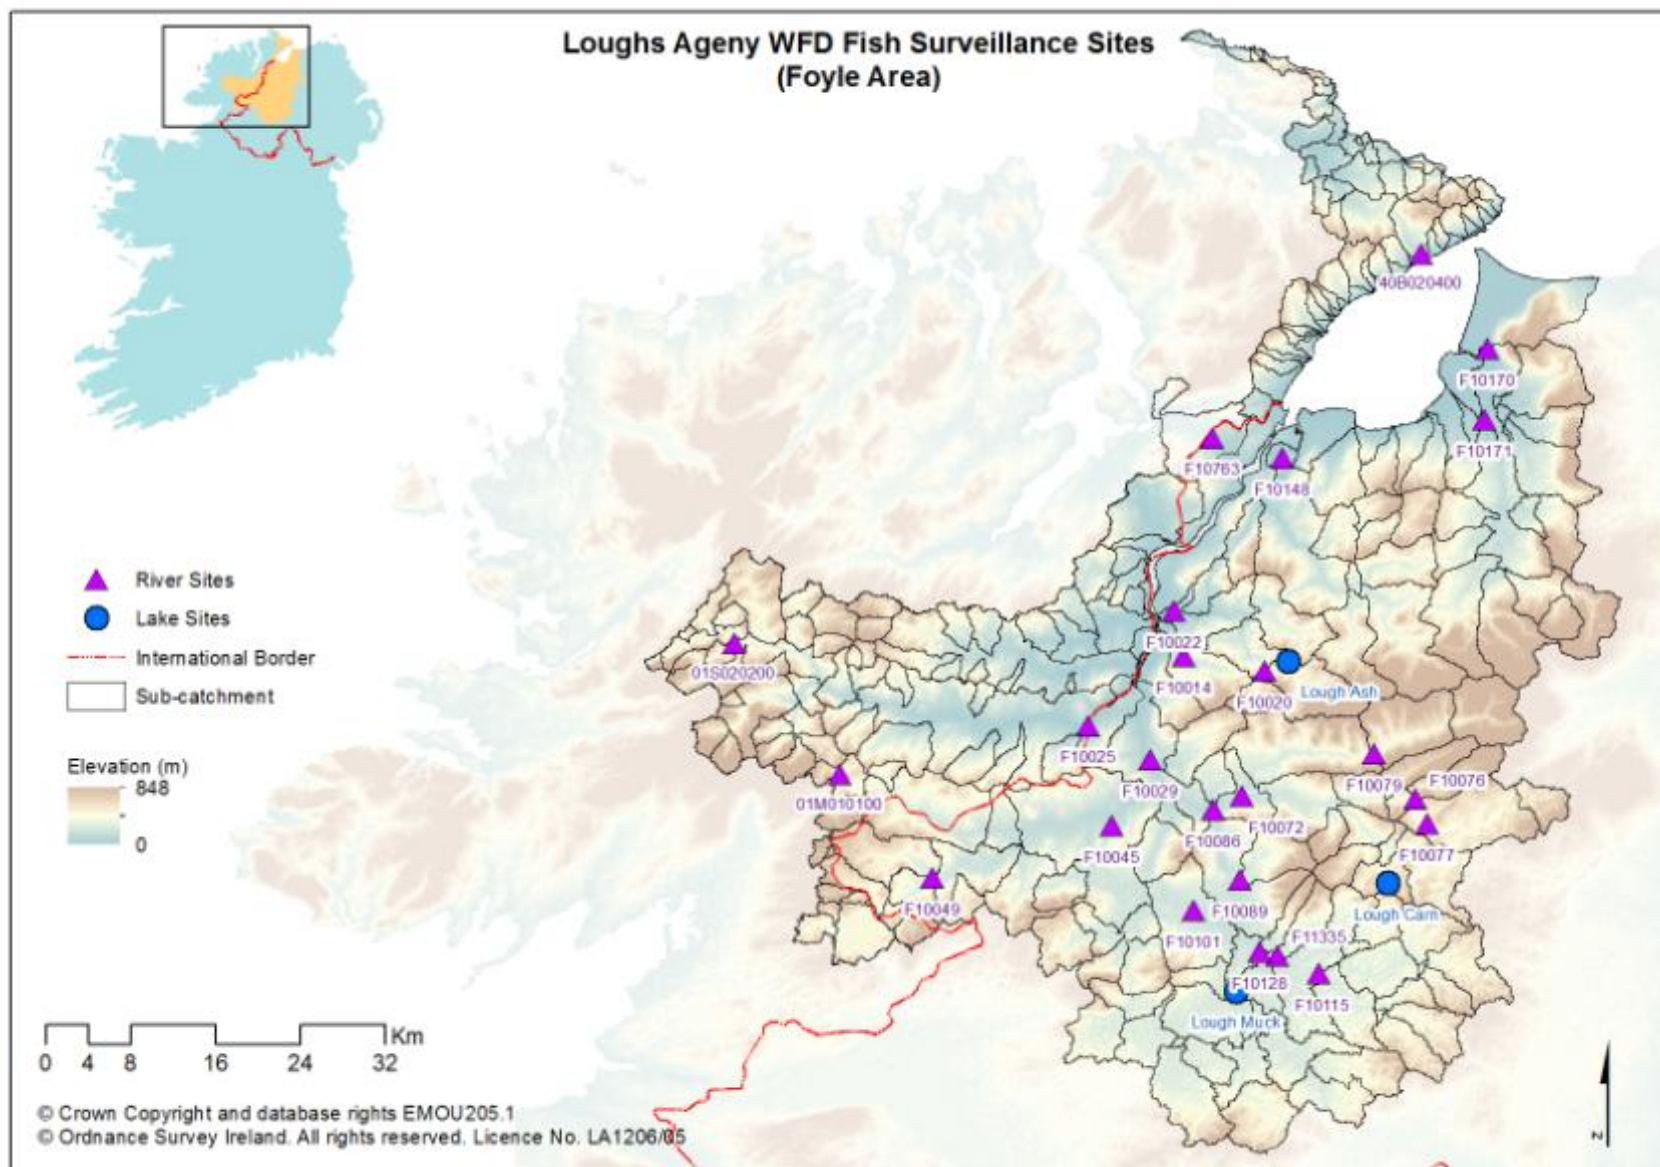 Loughs Ageny WFD Fish Surveillance Sites
(Foyle Area)
40B020400
F10170
F10171
F10763
F10148
River Sites
Lake Sites
International Border
Sub-catchment
Elevation (m)
848
0
F10022
01S020200
F10014
F10020
Lough Ash
F10025
F10029
F10079
F10076
01M010100
F10072
F10086
F10045
F10077
F10049
F10089
Lough Carn
F10101
F11335
F10128
F10115
Lough Muck
Km
0 4 8 16 24 32
© Crown Copyright and database rights EMOU205.1
© Ordnance Survey Ireland. All rights reserved. Licence No. LA1206/05
z